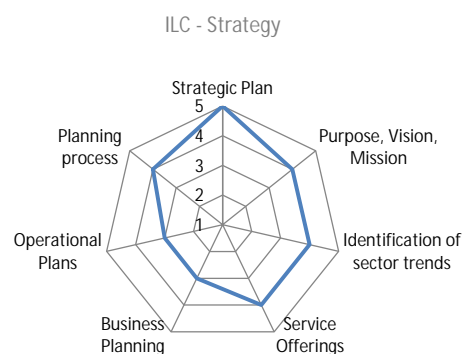 ILC - Strategy
Strategic Plan
5
4
3
2
1
Purpose, Vision,
Mission
Identification of
sector trends
Service
Offerings
Business
Planning
Operational
Plans
Planning
process